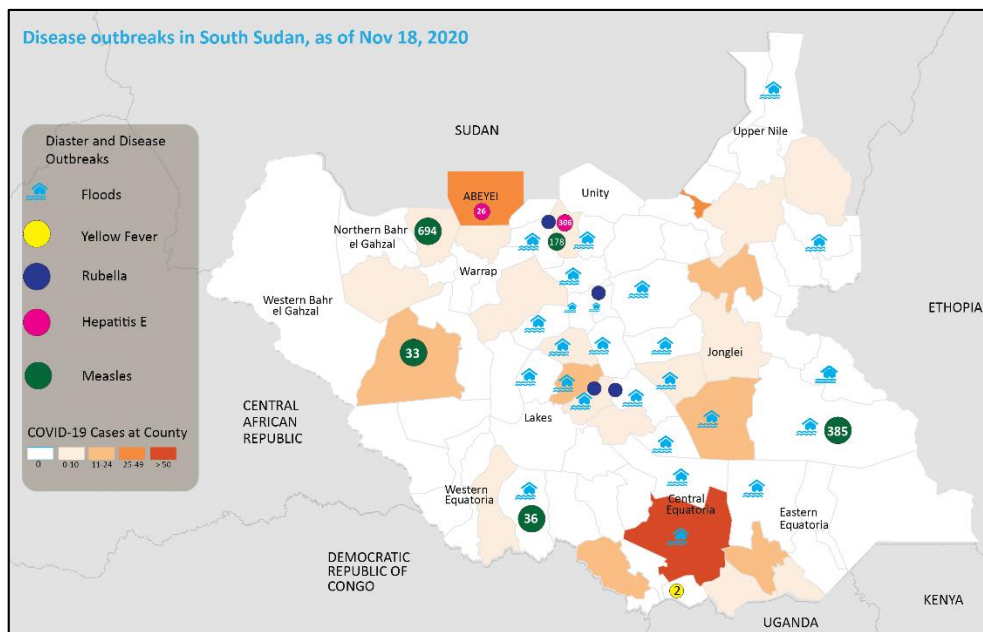 Disease outbreaks in South Sudan, as of Nov 18, 2020
Diaster and Disease
Outbreaks
Floods
Yellow Fever
Rubella
Hepatitis E
Measles
COVID-19 Cases at County
0
0-10
11-24
25-49
> 50
SUDAN
Upper Nile
ABEYEI
26
Unity
Northern Bahr
el Gahzal
694
306
178
Warrap
Western Bahr
el Gahzal
ETHOPIA
33
Jonglei
CENTRAL
AFRICAN
REPUBLIC
Lakes
385
Western
Equatoria
36
Central
Equatoria
Eastern
Equatoria
DEMOCRATIC
REPUBLIC OF
CONGO
2
KENYA
UGANDA